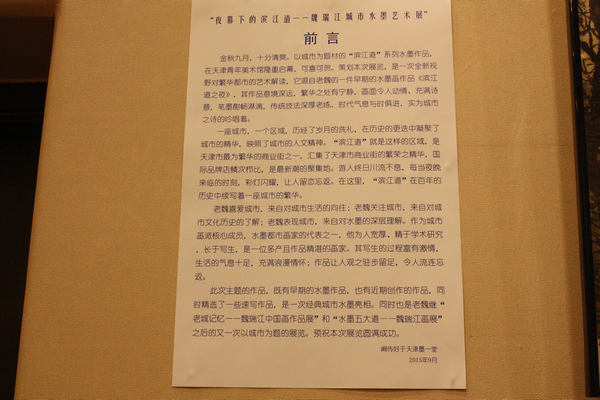 “夜幕下的滨江道——魏瑞江城市水墨艺术展”
前言
金秋九月，十分清爽。以城市为题材的“滨江道”系列水墨作品，
在天津青年美术馆隆重启幕，可喜可贺。策划本次展览，是一次全新视
野对繁华都市的艺术解读，它源自老魏的一件早期的水墨画作品《滨江
道之夜》，其作品意境深远，繁华之处有宁静，画面令人动情，充满诗
意，笔墨酣畅淋漓，传统技法深厚老练，时代气息与时俱进，实为城市
之诗的吟唱着。
一座城市，一个区域，历经了岁月的洗礼，在历史的更迭中凝聚了
城市的精华，映照了城市的人文精神。“滨江道”就是这样的区域，是
天津市最为繁华的商业街之一，汇集了天津市商业街的繁荣之精华，国
际品牌店鳞次栉比，是最新潮的聚集地。游人终日川流不息，每当夜晚
来临的时刻，彩灯闪耀，让人留恋忘返。在这里，“滨江道”在百年的
历史中续写着一座城市的繁华。
老魏喜爱城市，来自对城市生活的向往；老魏关注城市，来自对城
市文化历史的了解；老魏表现城市，来自对水墨的深层理解。作为城市
画派核心成员，水墨都市画家的代表之一，他为人宽厚，精于学术研究
，长于写生，是一位多产且作品精湛的画家。其写生的过程富有激情，
生活的气息十足，充满浪漫情怀；作品让人观之驻步留足，令人流连忘
返。
此次主题的作品，既有早期的水墨作品，也有近期创作的作品，同
时精选了一些速写作品，是一次经典城市水墨亮相。同时也是老魏继“
老城记忆——魏瑞江中国画作品展”和“水墨五大道——魏瑞江画展”
之后的又一次以城市为题的展览。预祝本次展览圆满成功。
阚传好于天津墨一堂
2015年9月